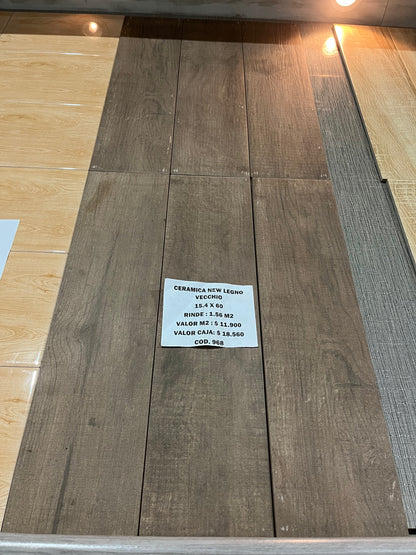 CERAMICA NEW LEGNO
VECCHIO
15.4 X 60
RINDE : 1.56 M2
VALOR M2 : $ 11.900
VALOR CAJA: $ 18.560
COD. 968